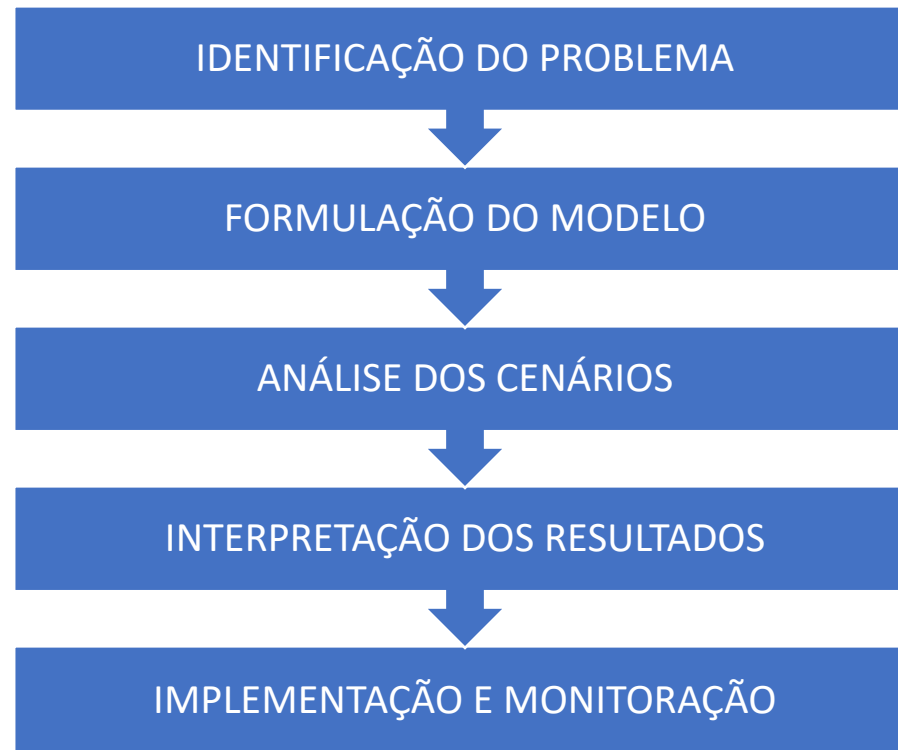 IDENTIFICAÇÃO DO PROBLEMA
FORMULAÇÃO DO MODELO
ANÁLISE DOS CENÁRIOS
INTERPRETAÇÃO DOS RESULTADOS
IMPLEMENTAÇÃO E MONITORAÇÃO